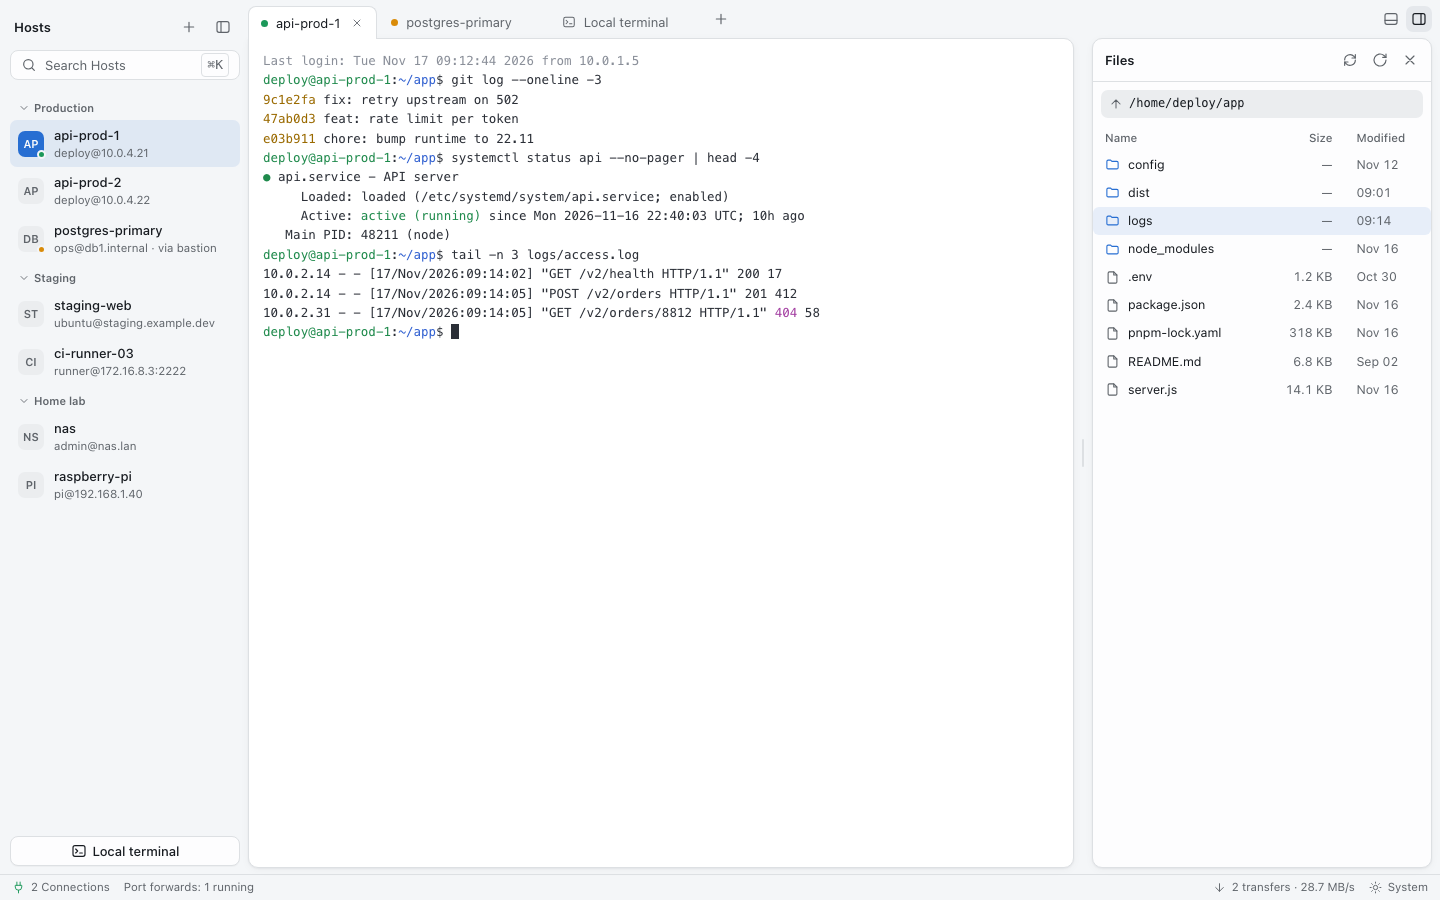 Hosts
Search Hosts
⌘K
Production
AP
api-prod-1
deploy@10.0.4.21
AP
api-prod-2
deploy@10.0.4.22
DB
postgres-primary
ops@db1.internal · via bastion
Staging
ST
staging-web
ubuntu@staging.example.dev
CI
ci-runner-03
runner@172.16.8.3:2222
Home lab
NS
nas
admin@nas.lan
PI
raspberry-pi
pi@192.168.1.40
Local terminal
api-prod-1
postgres-primary
Local terminal
Last login: Tue Nov 17 09:12:44 2026 from 10.0.1.5
deploy@api-prod-1:~/app$ git log --oneline -3
9c1e2fa fix: retry upstream on 502
47ab0d3 feat: rate limit per token
e03b911 chore: bump runtime to 22.11
deploy@api-prod-1:~/app$ systemctl status api --no-pager | head -4
● api.service - API server
Loaded: loaded (/etc/systemd/system/api.service; enabled)
Active: active (running) since Mon 2026-11-16 22:40:03 UTC; 10h ago
Main PID: 48211 (node)
deploy@api-prod-1:~/app$ tail -n 3 logs/access.log
10.0.2.14 - - [17/Nov/2026:09:14:02] "GET /v2/health HTTP/1.1" 200 17
10.0.2.14 - - [17/Nov/2026:09:14:05] "POST /v2/orders HTTP/1.1" 201 412
10.0.2.31 - - [17/Nov/2026:09:14:05] "GET /v2/orders/8812 HTTP/1.1" 404 58
deploy@api-prod-1:~/app$
Files
/home/deploy/app
Name Size Modified
config — Nov 12
dist — 09:01
logs — 09:14
node_modules — Nov 16
.env 1.2 KB Oct 30
package.json 2.4 KB Nov 16
pnpm-lock.yaml 318 KB Nov 16
README.md 6.8 KB Sep 02
server.js 14.1 KB Nov 16
2 Connections Port forwards: 1 running
2 transfers · 28.7 MB/s System